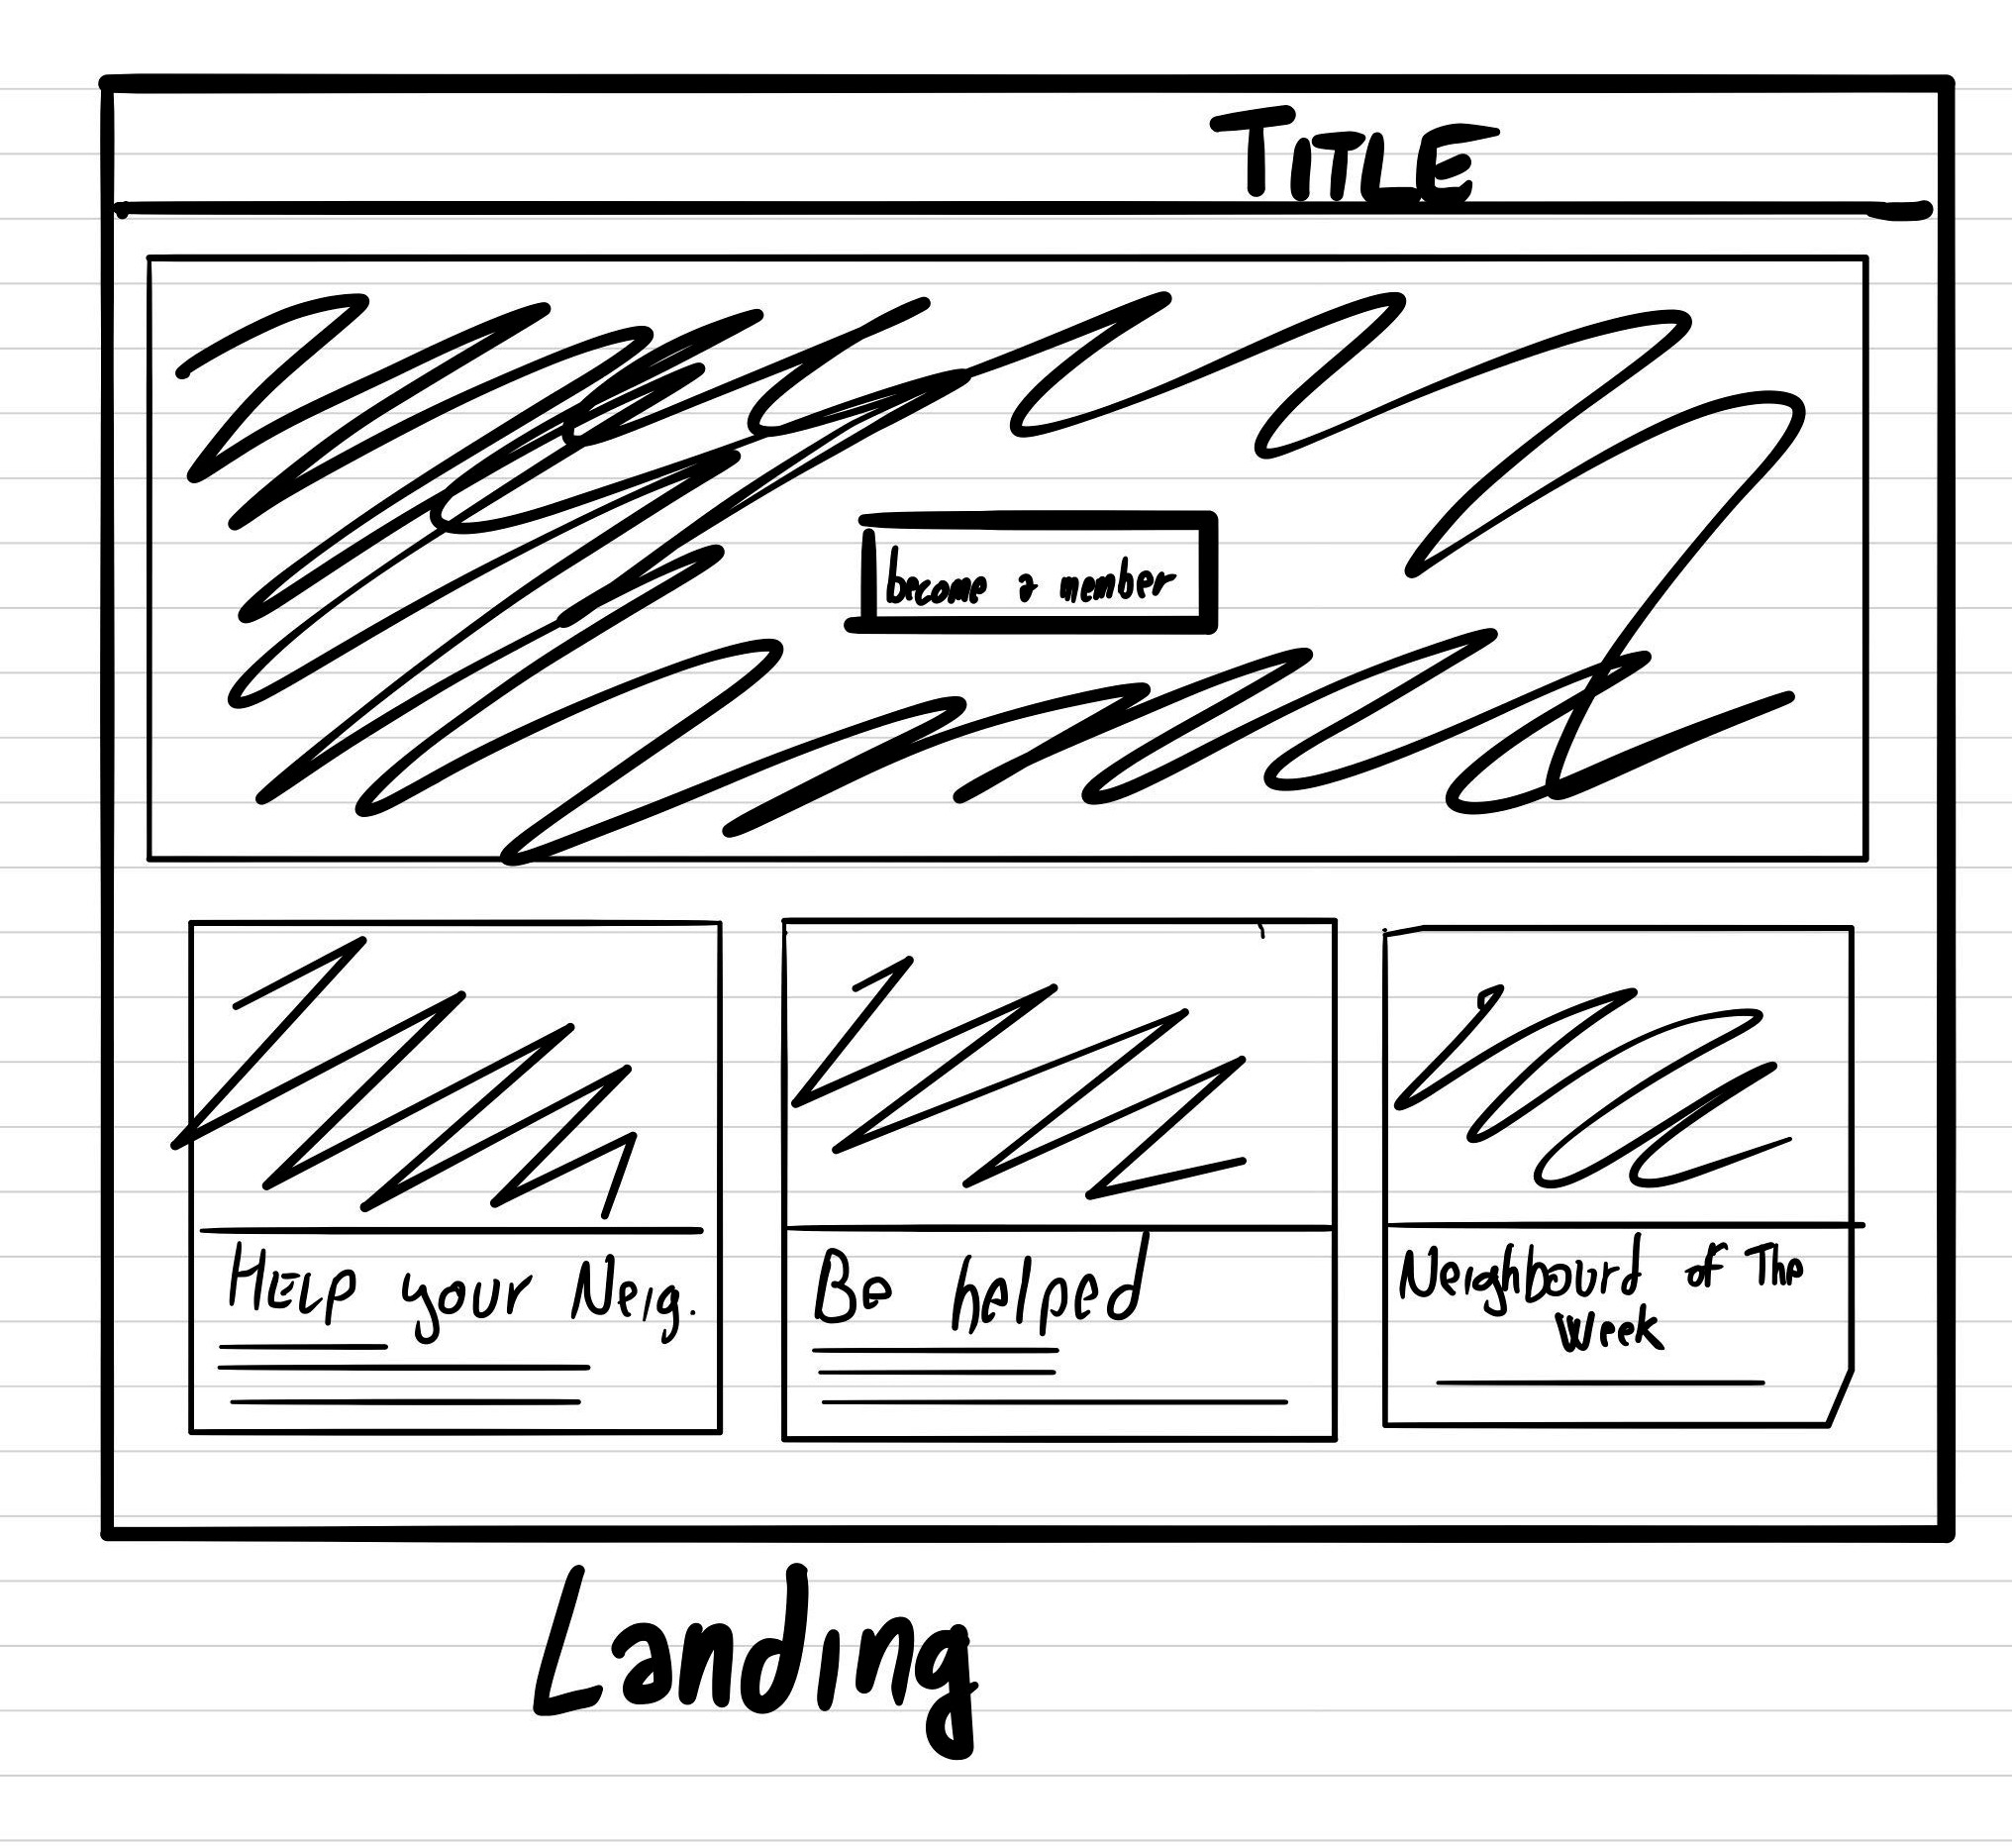 TITLE
become a member
Help your Neig.
Be helped
Neighbourd of The
Week
Landing